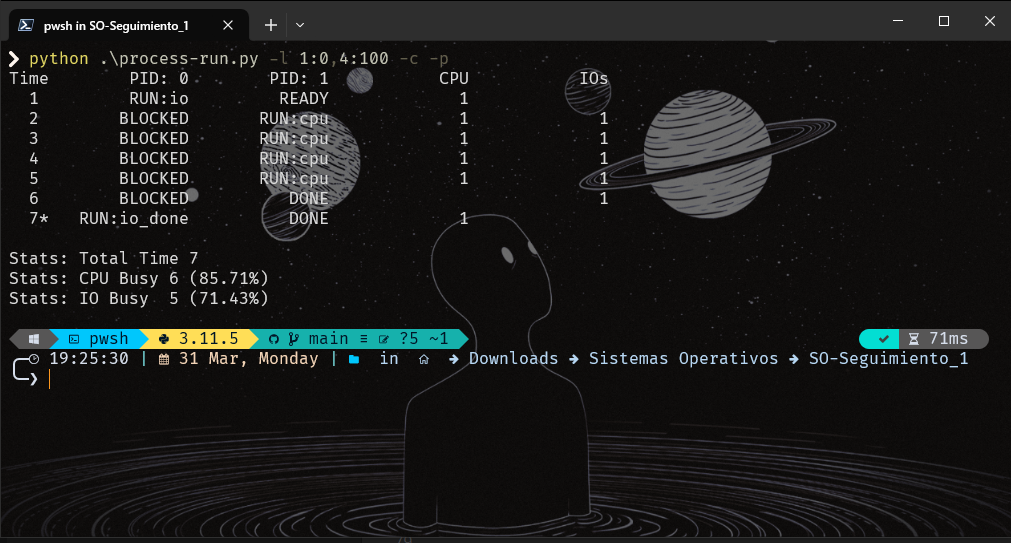 pwsh in SO-Seguimiento_1
❯ python .\process-run.py -l 1:0,4:100 -c -p
Time        PID: 0        PID: 1           CPU           IOs
  1         RUN:io         READY             1
  2        BLOCKED       RUN:cpu             1             1
  3        BLOCKED       RUN:cpu             1             1
  4        BLOCKED       RUN:cpu             1             1
  5        BLOCKED       RUN:cpu             1             1
  6        BLOCKED          DONE                           1
  7*   RUN:io_done          DONE             1
Stats: Total Time 7
Stats: CPU Busy 6 (85.71%)
Stats: IO Busy  5 (71.43%)
pwsh 3.11.5 main ≡ ?5 ~1 ✔ 71ms
19:25:30 | 31 Mar, Monday | in → Downloads → Sistemas Operativos → SO-Seguimiento_1